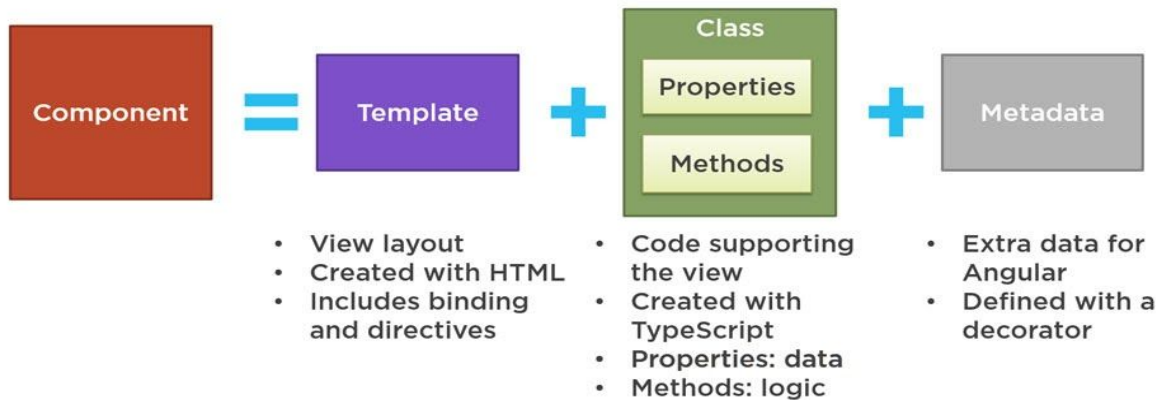 Component
=
Template
+
Class
Properties
Methods
+
Metadata
• View layout
• Created with HTML
• Includes binding
and directives
• Code supporting
the view
• Created with
TypeScript
• Properties: data
• Methods: logic
• Extra data for
Angular
• Defined with a
decorator